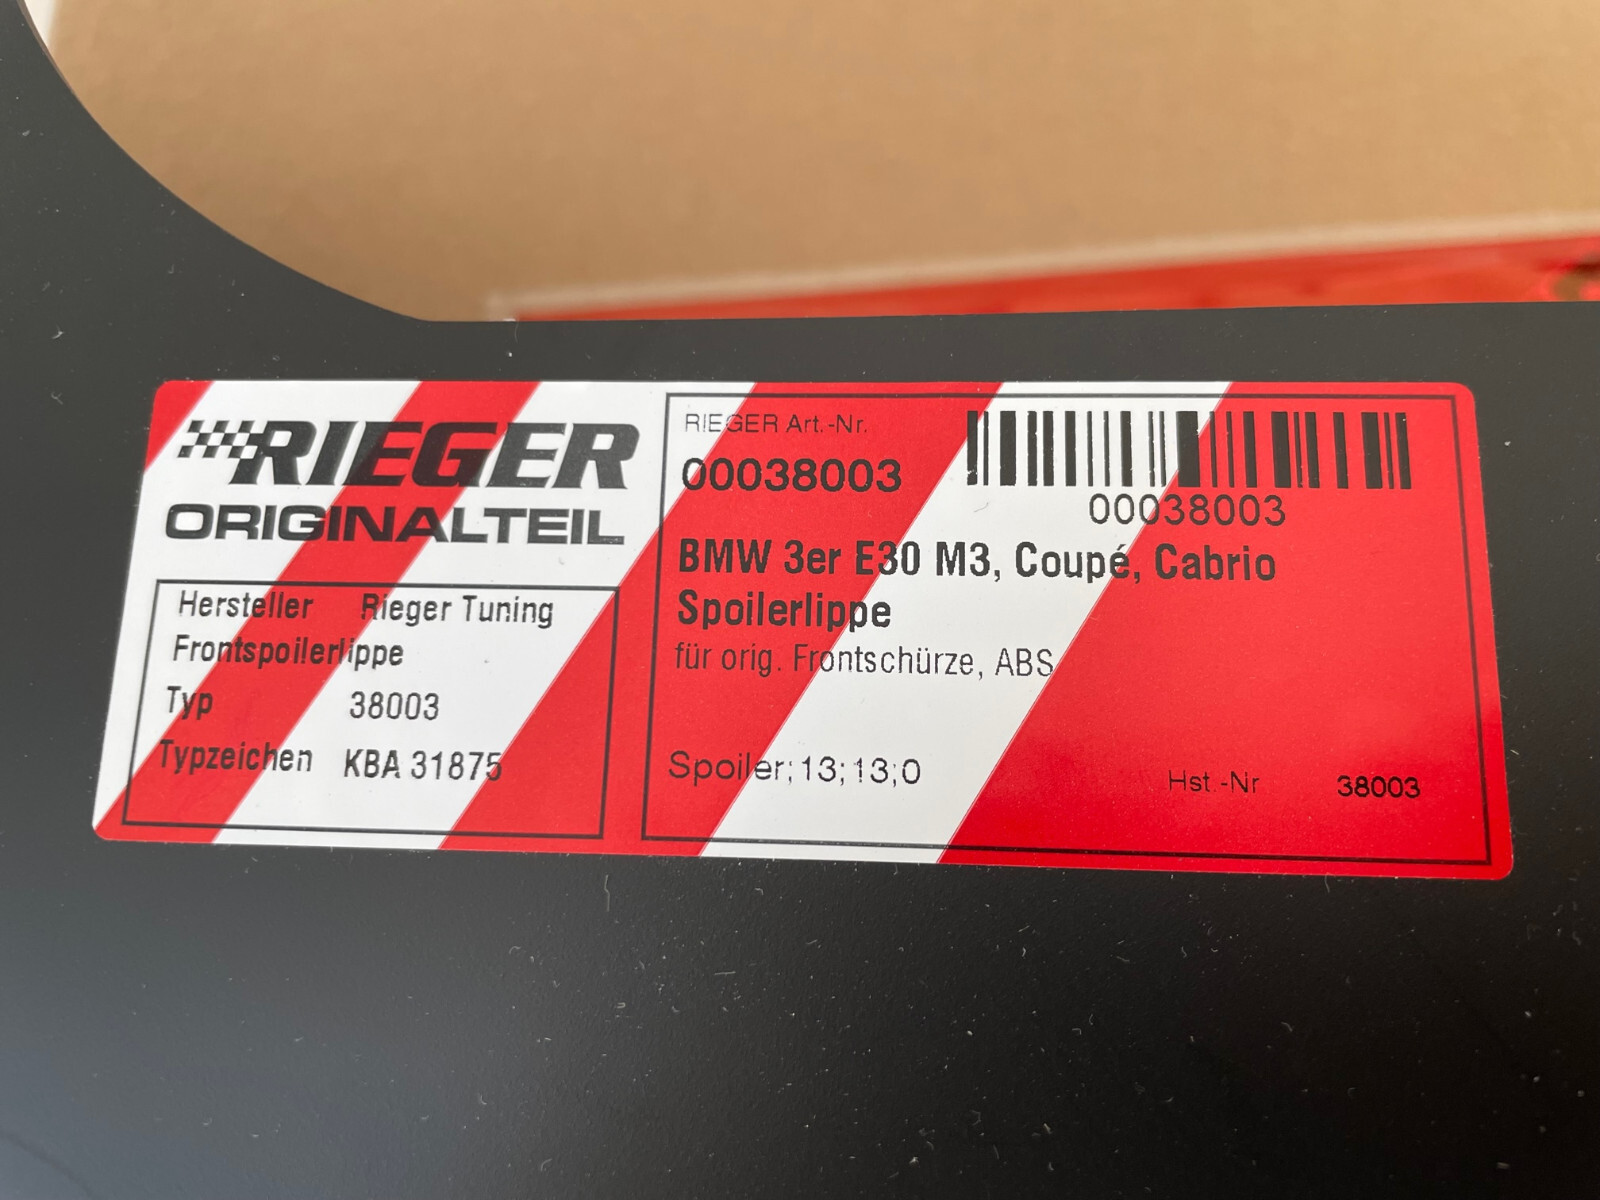 RIEGER
ORIGINALTEIL
Hersteller Rieger Tuning
Frontspoilerlippe
Typ 38003
Typzeichen KBA 31875
RIEGER Art.-Nr.
00038003
00038003
BMW 3er E30 M3, Coupé, Cabrio
Spoilerlippe
für orig. Frontschürze, ABS
Spoiler;13;13;0
Hst.-Nr 38003